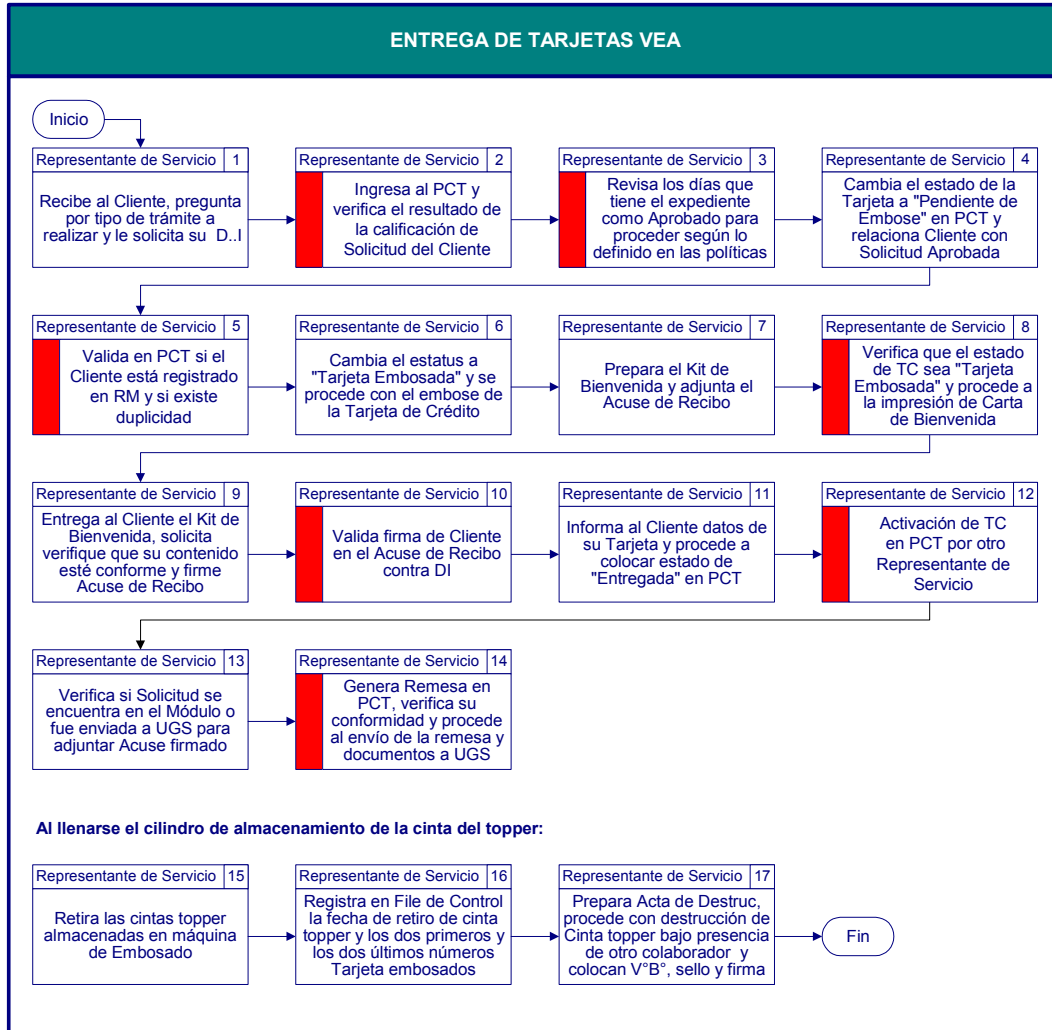 ENTREGA DE TARJETAS VEA
Inicio
Representante de Servicio 1
Recibe al Cliente, pregunta
por tipo de trámite a
realizar y le solicita su D..I
Representante de Servicio 2
Ingresa al PCT y
verifica el resultado de
la calificación de
Solicitud del Cliente
Representante de Servicio 3
Revisa los días que
tiene el expediente
como Aprobado para
proceder según lo
definido en las políticas
Representante de Servicio 4
Cambia el estado de la
Tarjeta a "Pendiente de
Embose" en PCT y
relaciona Cliente con
Solicitud Aprobada
Representante de Servicio 5
Valida en PCT si el
Cliente está registrado
en RM y si existe
duplicidad
Representante de Servicio 6
Cambia el estatus a
"Tarjeta Embosada" y se
procede con el embose de
la Tarjeta de Crédito
Representante de Servicio 7
Prepara el Kit de
Bienvenida y adjunta el
Acuse de Recibo
Representante de Servicio 8
Verifica que el estado
de TC sea "Tarjeta
Embosada" y procede a
la impresión de Carta
de Bienvenida
Representante de Servicio 9
Entrega al Cliente el Kit de
Bienvenida, solicita
verifique que su contenido
esté conforme y firme
Acuse de Recibo
Representante de Servicio 10
Valida firma de Cliente
en el Acuse de Recibo
contra DI
Representante de Servicio 11
Informa al Cliente datos de
su Tarjeta y procede a
colocar estado de
"Entregada" en PCT
Representante de Servicio 12
Activación de TC
en PCT por otro
Representante de
Servicio
Representante de Servicio 13
Verifica si Solicitud se
encuentra en el Módulo o
fue enviada a UGS para
adjuntar Acuse firmado
Representante de Servicio 14
Genera Remesa en
PCT, verifica su
conformidad y procede
al envío de la remesa y
documentos a UGS
Al llenarse el cilindro de almacenamiento de la cinta del topper:
Representante de Servicio 15
Retira las cintas topper
almacenadas en máquina
de Embosado
Representante de Servicio 16
Registra en File de Control
la fecha de retiro de cinta
topper y los dos primeros y
los dos últimos números
Tarjeta embosados
Representante de Servicio 17
Prepara Acta de Destruc,
procede con destrucción de
Cinta topper bajo presencia
de otro colaborador y
colocan V°B°, sello y firma
Fin